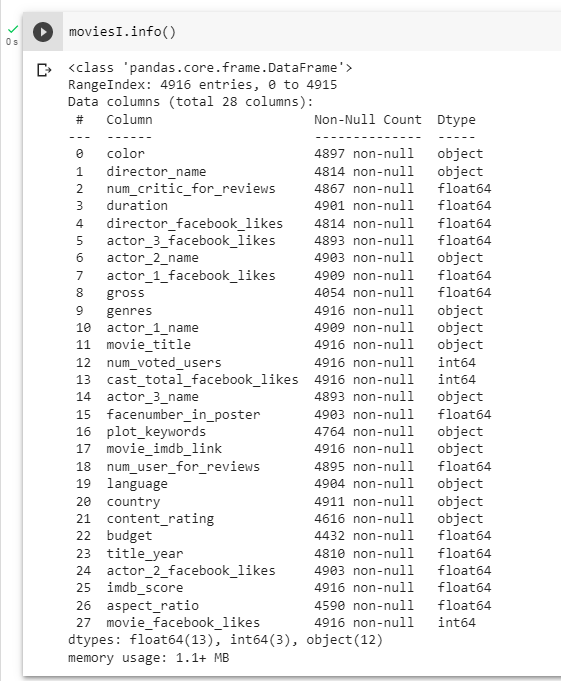 moviesI.info()
0 s
<class 'pandas.core.frame.DataFrame'>
RangeIndex: 4916 entries, 0 to 4915
Data columns (total 28 columns):
 #   Column                     Non-Null Count  Dtype
---  ------                     --------------  -----
 0   color                      4897 non-null   object
 1   director_name              4814 non-null   object
 2   num_critic_for_reviews     4867 non-null   float64
 3   duration                   4901 non-null   float64
 4   director_facebook_likes    4814 non-null   float64
 5   actor_3_facebook_likes     4893 non-null   float64
 6   actor_2_name               4903 non-null   object
 7   actor_1_facebook_likes     4909 non-null   float64
 8   gross                      4054 non-null   float64
 9   genres                     4916 non-null   object
 10  actor_1_name               4909 non-null   object
 11  movie_title                4916 non-null   object
 12  num_voted_users            4916 non-null   int64
 13  cast_total_facebook_likes  4916 non-null   int64
 14  actor_3_name               4893 non-null   object
 15  facenumber_in_poster       4903 non-null   float64
 16  plot_keywords              4764 non-null   object
 17  movie_imdb_link            4916 non-null   object
 18  num_user_for_reviews       4895 non-null   float64
 19  language                   4904 non-null   object
 20  country                    4911 non-null   object
 21  content_rating             4616 non-null   object
 22  budget                     4432 non-null   float64
 23  title_year                 4810 non-null   float64
 24  actor_2_facebook_likes     4903 non-null   float64
 25  imdb_score                 4916 non-null   float64
 26  aspect_ratio               4590 non-null   float64
 27  movie_facebook_likes       4916 non-null   int64
dtypes: float64(13), int64(3), object(12)
memory usage: 1.1+ MB